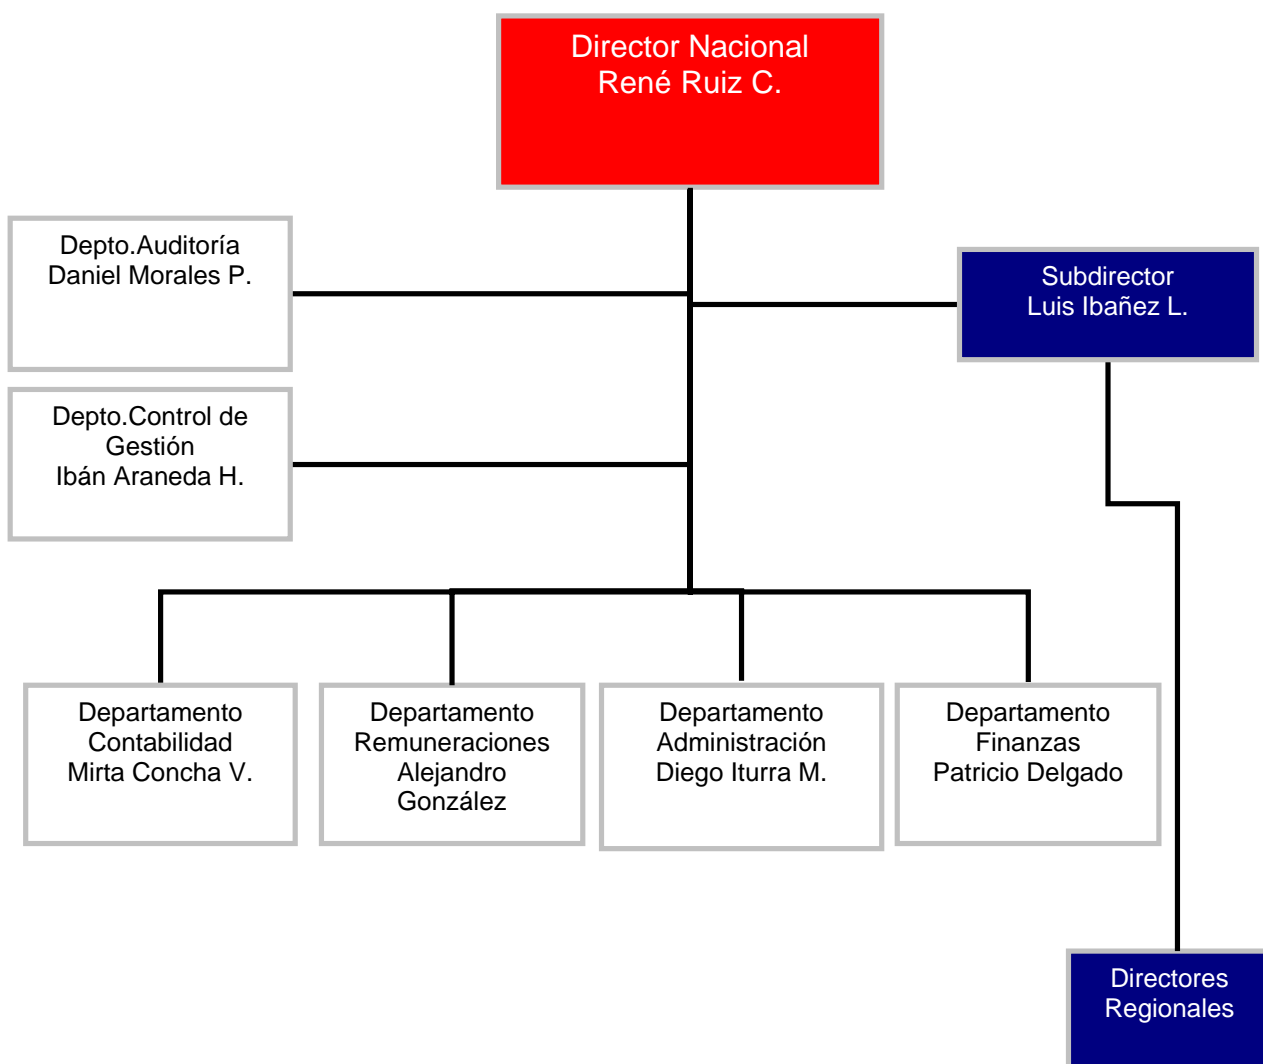 Director Nacional
René Ruiz C.
Depto.Auditoría
Daniel Morales P.
Subdirector
Luis Ibañez L.
Depto.Control de
Gestión
Ibán Araneda H.
Departamento
Contabilidad
Mirta Concha V.
Departamento
Remuneraciones
Alejandro
González
Departamento
Administración
Diego Iturra M.
Departamento
Finanzas
Patricio Delgado
Directores
Regionales